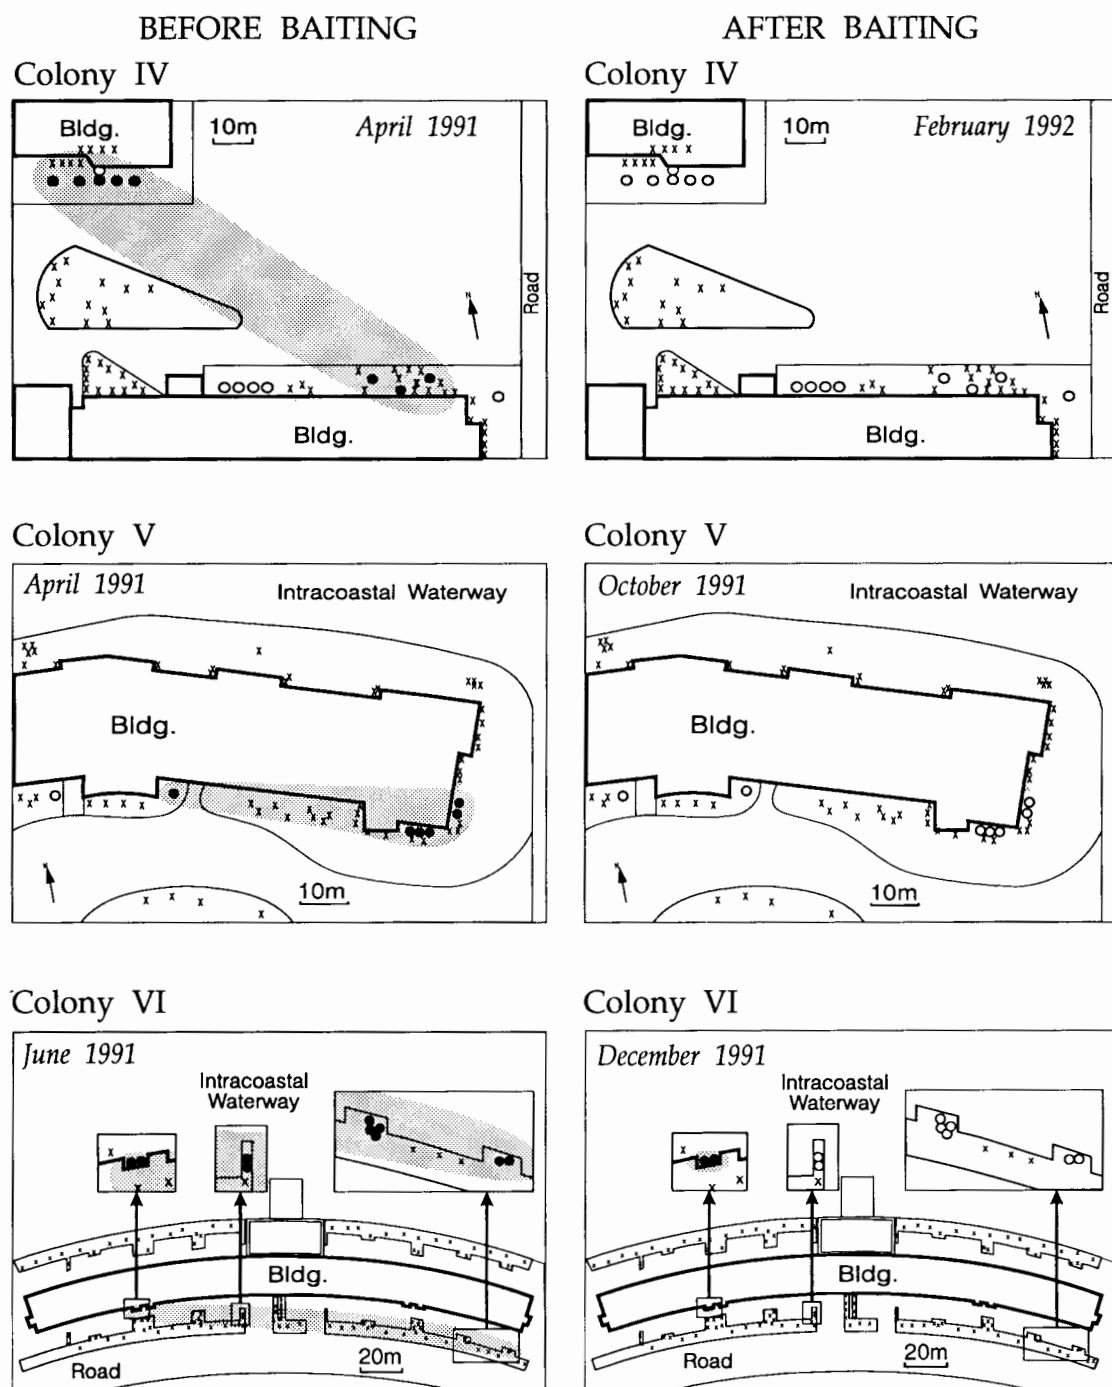 BEFORE BAITING
AFTER BAITING
Colony IV
Colony IV
Bldg.
10m
April 1991
Bldg.
10m
February 1992
N
Road
N
Road
Bldg.
Bldg.
Colony V
Colony V
April 1991
Intracoastal Waterway
October 1991
Intracoastal Waterway
Bldg.
Bldg.
N
10m
N
10m
Colony VI
Colony VI
June 1991
Intracoastal
Waterway
December 1991
Intracoastal
Waterway
Bldg.
Bldg.
Road
20m
Road
20m